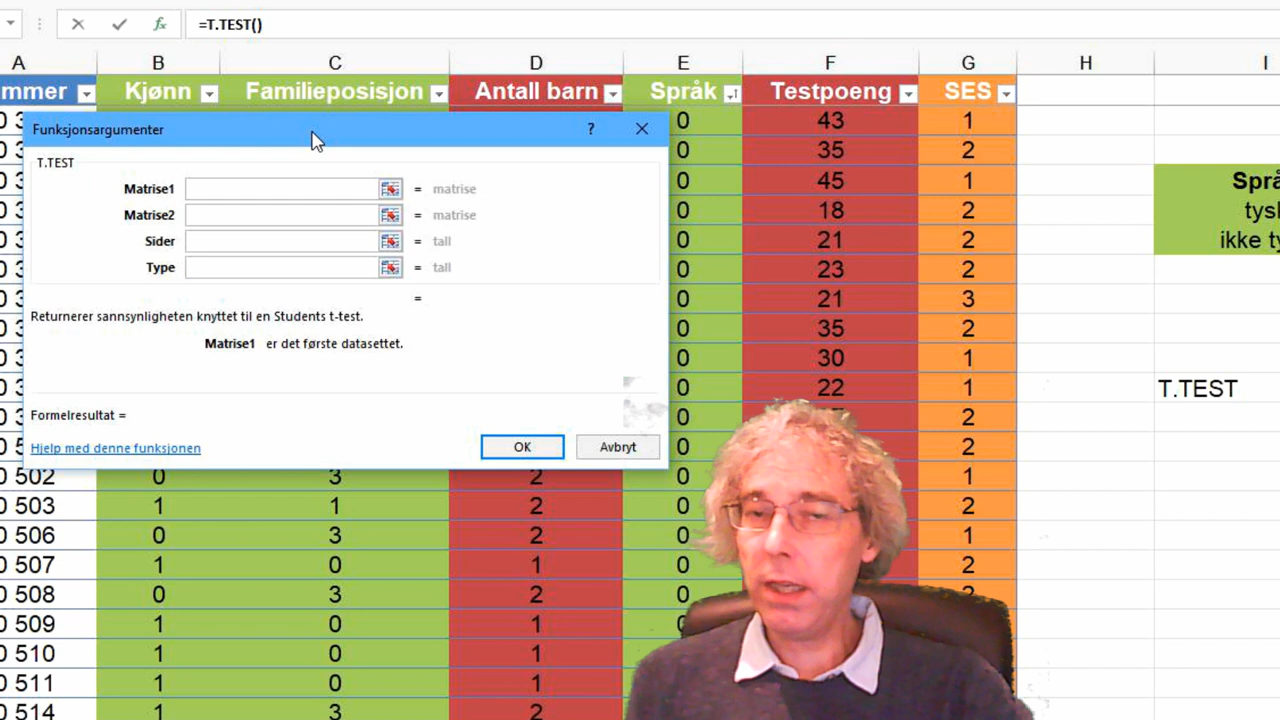 =T.TEST()
A B C D E F G H I
mmer Kjønn Familieposisjon Antall barn Språk Testpoeng SES
0 43 1
0 35 2
0 45 1
0 18 2
0 21 2
0 23 2
0 21 3
0 35 2
0 30 1
0 22 1
0 2
0 2
Funksjonsargumenter ? 
T.TEST
Matrise1 = matrise
Matrise2 = matrise
Sider = tall
Type = tall
=
Returnerer sannsynligheten knyttet til en Students t-test.
Matrise1 er det første datasettet.
Formelresultat =
Hjelp med denne funksjonen
OK Avbryt
T.TEST
0 502 0 3 2 0 1
0 503 1 1 2 0 2
0 506 0 3 2 0 1
0 507 1 0 1 0 2
0 508 0 3 2 0 2
0 509 1 0 1
0 510 1 0 1
0 511 1 0 1
0 514 1 3 2